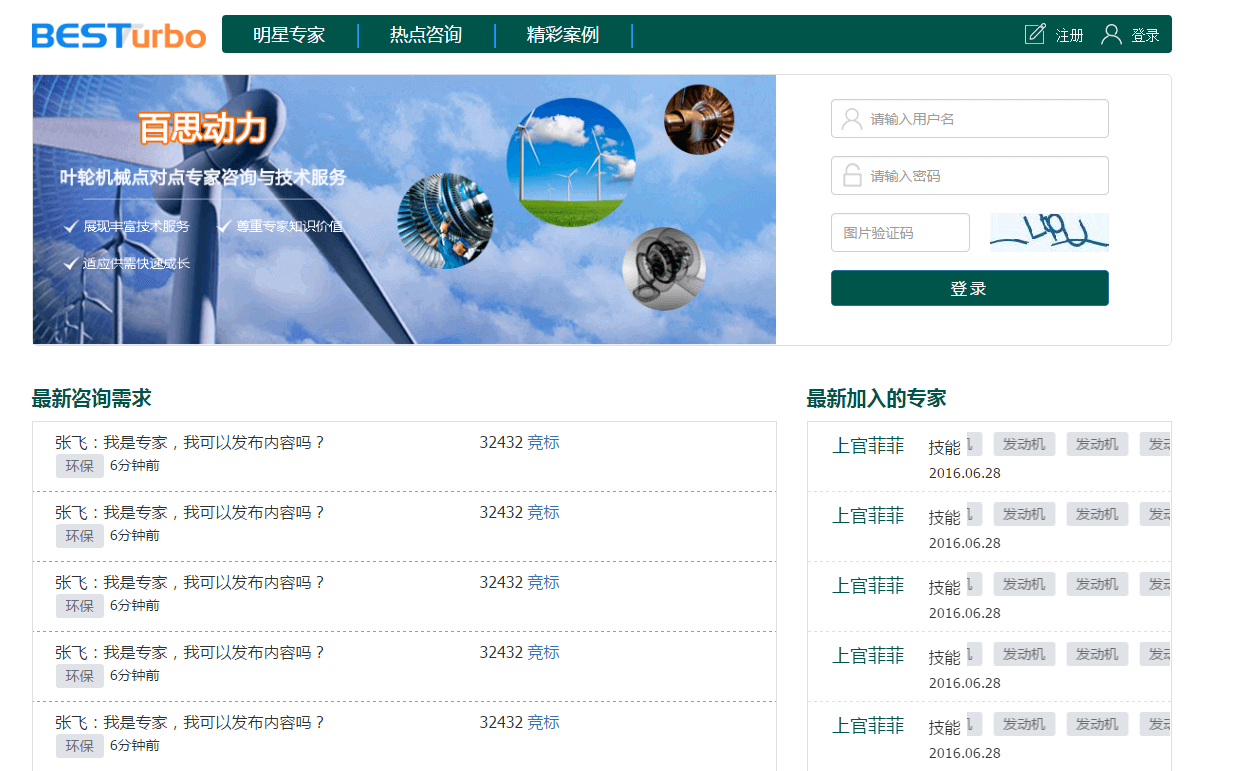 BESTurbo
明星专家
热点咨询
精彩案例
注册
登录
百思动力
叶轮机械点对点专家咨询与技术服务
展现丰富技术服务
尊重专家知识价值
适应供需快速成长
请输入用户名
请输入密码
图片验证码
登录
最新咨询需求
张飞：我是专家，我可以发布内容吗？ 32432 竞标
环保 6分钟前
张飞：我是专家，我可以发布内容吗？ 32432 竞标
环保 6分钟前
张飞：我是专家，我可以发布内容吗？ 32432 竞标
环保 6分钟前
张飞：我是专家，我可以发布内容吗？ 32432 竞标
环保 6分钟前
张飞：我是专家，我可以发布内容吗？ 32432 竞标
环保 6分钟前
最新加入的专家
上官菲菲 技能 发动机 发动机 发
2016.06.28
上官菲菲 技能 发动机 发动机 发
2016.06.28
上官菲菲 技能 发动机 发动机 发
2016.06.28
上官菲菲 技能 发动机 发动机 发
2016.06.28
上官菲菲 技能 发动机 发动机 发
2016.06.28